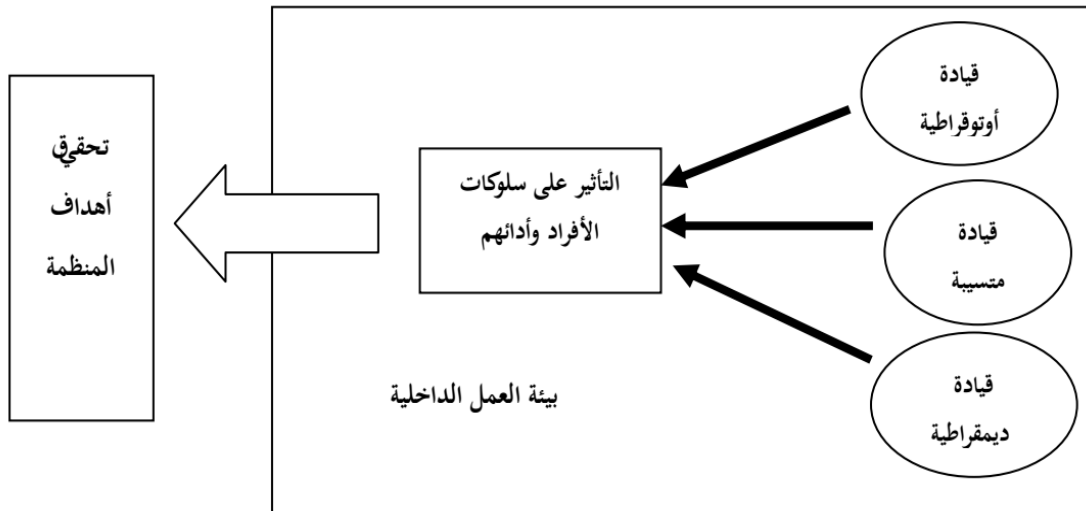 قيادة
أوتوقراطية
التأثير على سلوكات
الأفراد وأدائهم
قيادة
متسيبة
قيادة
ديمقراطية
بيئة العمل الداخلية
تحقيق
أهداف
المنظمة